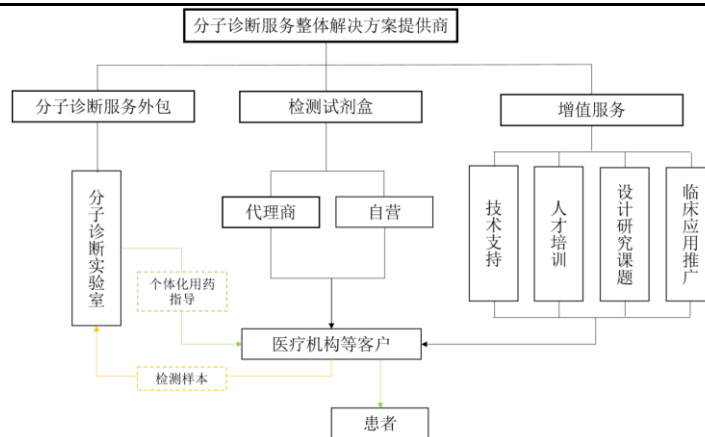 分子诊断服务整体解决方案提供商
分子诊断服务外包
检测试剂盒
增值服务
分子诊断实验室
代理商
自营
技术支持
人才培训
设计研究课题
临床应用推广
个体化用药
指导
医疗机构等客户
检测样本
患者